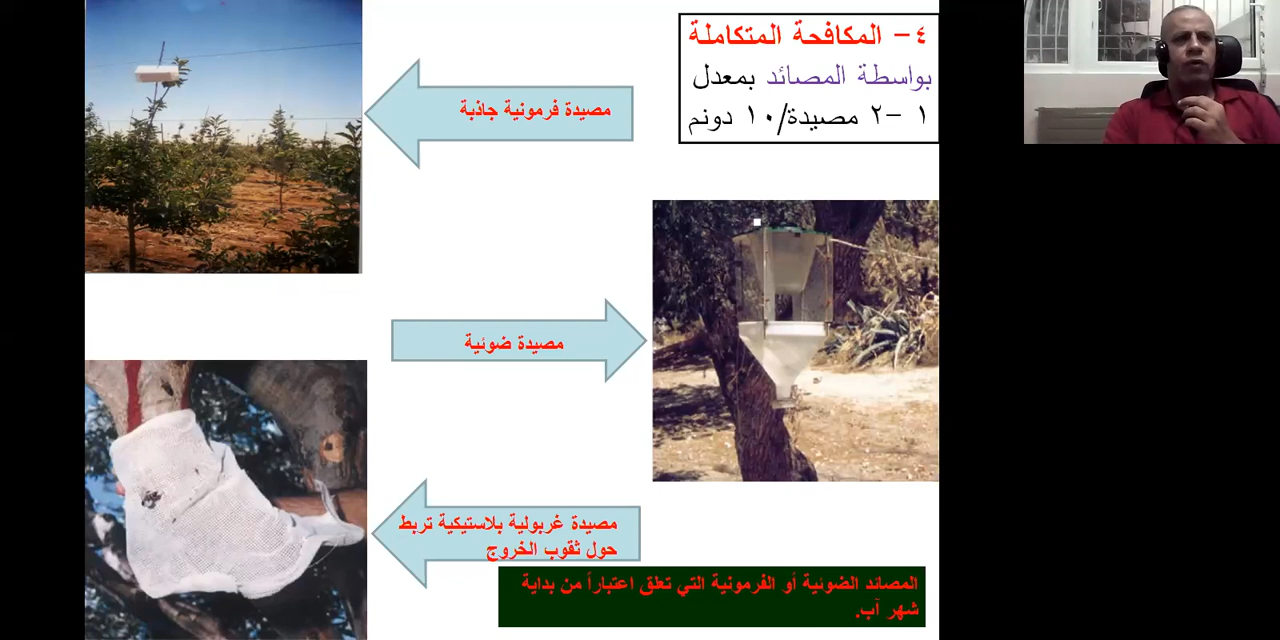 ٤- المكافحة المتكاملة
بواسطة المصائد بمعدل
١ -٢ مصيدة/١٠ دونم
مصيدة فرمونية جاذبة
مصيدة ضوئية
مصيدة غربولية بلاستيكية تربط
حول ثقوب الخروج
المصائد الضوئية أو الفرمونية التي تعلق اعتباراً من بداية
شهر آب.